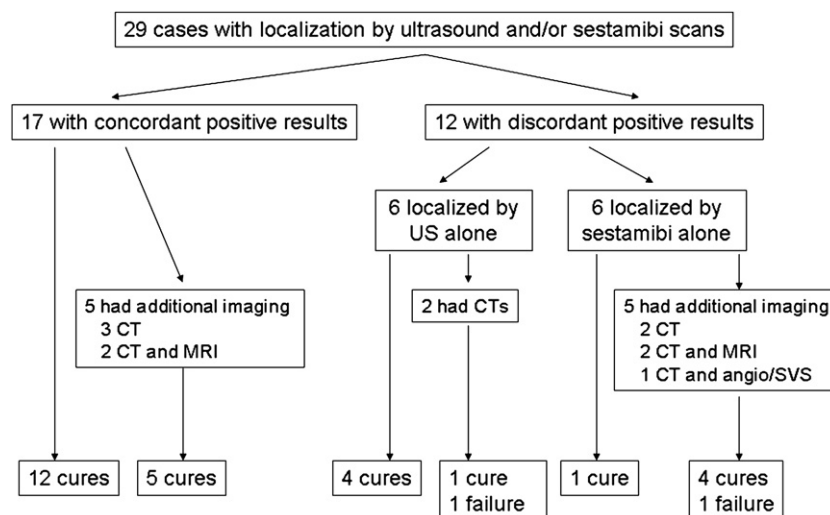 29 cases with localization by ultrasound and/or sestamibi scans
17 with concordant positive results
12 with discordant positive results
6 localized by
US alone
6 localized by
sestamibi alone
5 had additional imaging
3 CT
2 CT and MRI
2 had CTs
5 had additional imaging
2 CT
2 CT and MRI
1 CT and angio/SVS
12 cures
5 cures
4 cures
1 cure
1 failure
1 cure
4 cures
1 failure